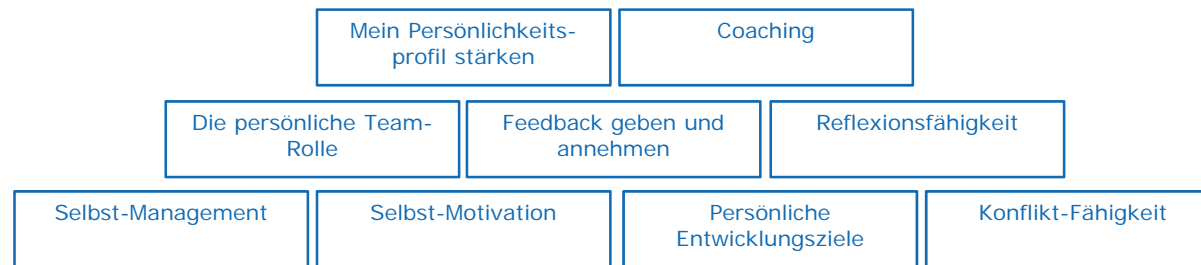 Mein Persönlichkeits-
profil stärken
Coaching
Die persönliche Team-
Rolle
Feedback geben und
annehmen
Reflexionsfähigkeit
Selbst-Management
Selbst-Motivation
Persönliche
Entwicklungsziele
Konflikt-Fähigkeit